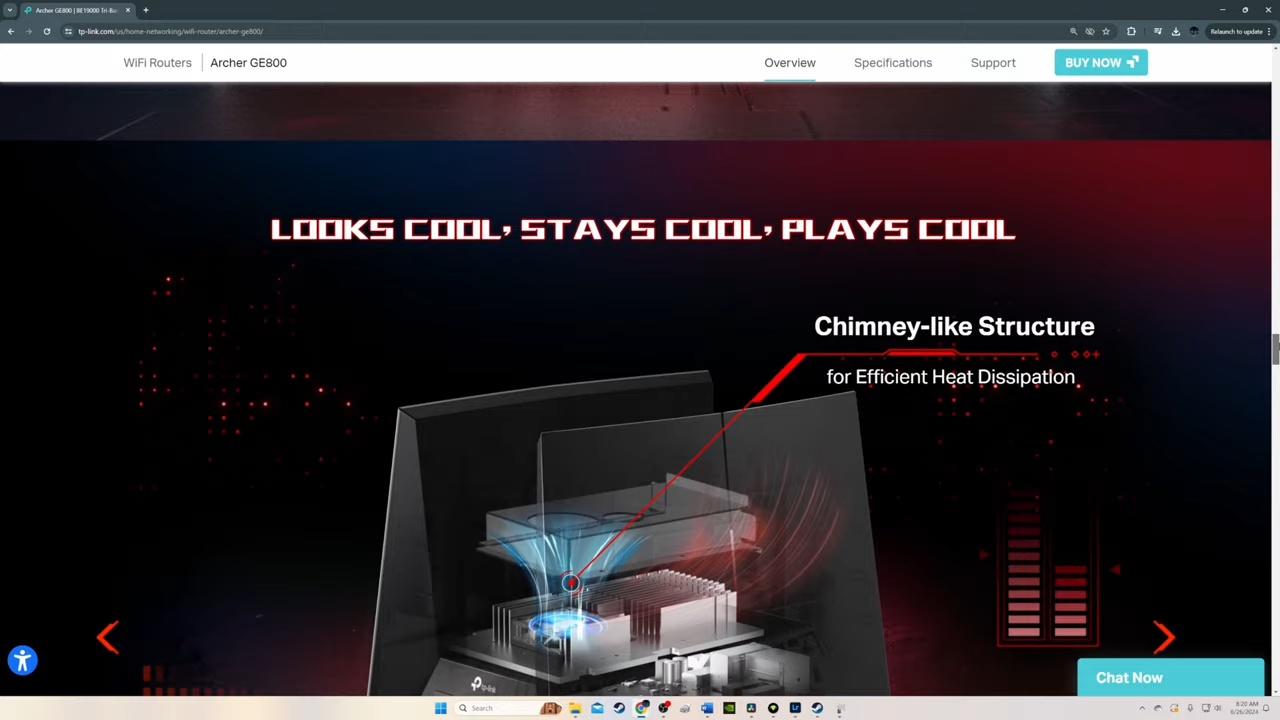 Archer GE800 | BE19000 Tri-Ba
tp-link.com/us/home-networking/wifi-router/archer-ge800/
Relaunch to update
WiFi Routers
Archer GE800
Overview
Specifications
Support
BUY NOW
LOOKS COOL, STAYS COOL, PLAYS COOL
Chimney-like Structure
for Efficient Heat Dissipation
tp-link
Chat Now
Search
8:20 AM
6/26/2024